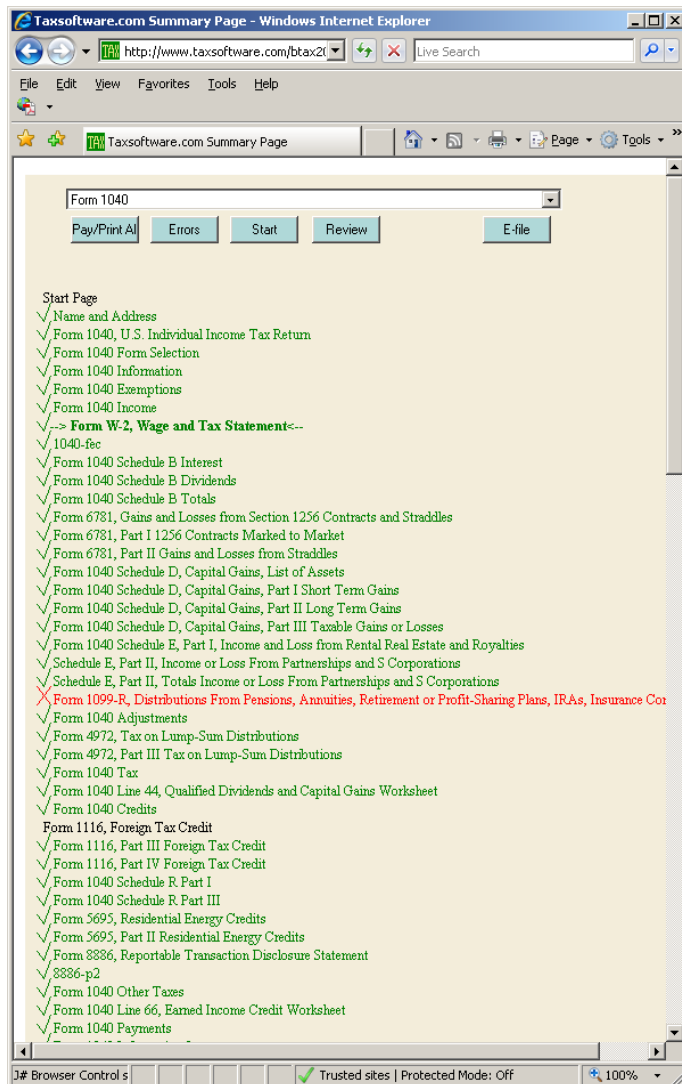 Taxsoftware.com Summary Page - Windows Internet Explorer
http://www.taxsoftware.com/btax20
Live Search
File Edit View Favorites Tools Help
Taxsoftware.com Summary Page
Page Tools »
Form 1040
Pay/Print Al Errors Start Review E-file
Start Page
Name and Address
Form 1040, U.S. Individual Income Tax Return
Form 1040 Form Selection
Form 1040 Information
Form 1040 Exemptions
Form 1040 Income
--> Form W-2, Wage and Tax Statement<--
1040-fec
Form 1040 Schedule B Interest
Form 1040 Schedule B Dividends
Form 1040 Schedule B Totals
Form 6781, Gains and Losses from Section 1256 Contracts and Straddles
Form 6781, Part I 1256 Contracts Marked to Market
Form 6781, Part II Gains and Losses from Straddles
Form 1040 Schedule D, Capital Gains, List of Assets
Form 1040 Schedule D, Capital Gains, Part I Short Term Gains
Form 1040 Schedule D, Capital Gains, Part II Long Term Gains
Form 1040 Schedule D, Capital Gains, Part III Taxable Gains or Losses
Form 1040 Schedule E, Part I, Income and Loss from Rental Real Estate and Royalties
Schedule E, Part II, Income or Loss From Partnerships and S Corporations
Schedule E, Part II, Totals Income or Loss From Partnerships and S Corporations
Form 1099-R, Distributions From Pensions, Annuities, Retirement or Profit-Sharing Plans, IRAs, Insurance Cor
Form 1040 Adjustments
Form 4972, Tax on Lump-Sum Distributions
Form 4972, Part III Tax on Lump-Sum Distributions
Form 1040 Tax
Form 1040 Line 44, Qualified Dividends and Capital Gains Worksheet
Form 1040 Credits
Form 1116, Foreign Tax Credit
Form 1116, Part III Foreign Tax Credit
Form 1116, Part IV Foreign Tax Credit
Form 1040 Schedule R Part I
Form 1040 Schedule R Part III
Form 5695, Residential Energy Credits
Form 5695, Part II Residential Energy Credits
Form 8886, Reportable Transaction Disclosure Statement
8886-p2
Form 1040 Other Taxes
Form 1040 Line 66, Earned Income Credit Worksheet
Form 1040 Payments
J# Browser Control s Trusted sites | Protected Mode: Off 100%